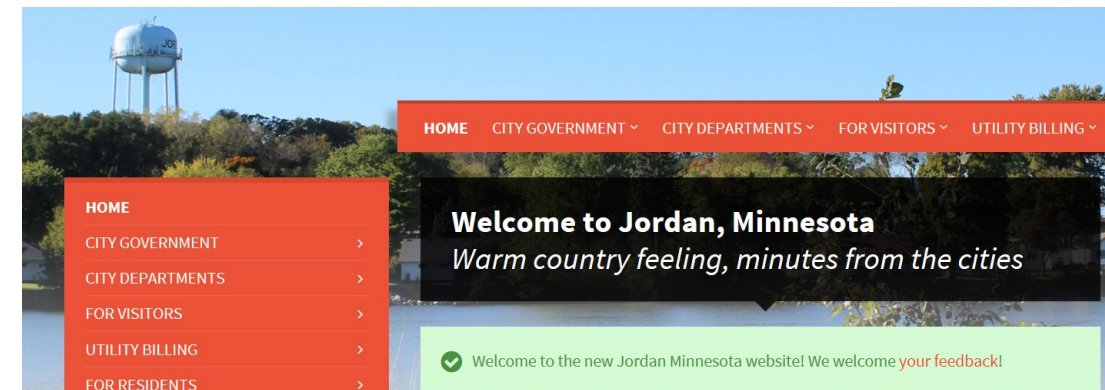 JOR
HOME CITY GOVERNMENT CITY DEPARTMENTS FOR VISITORS UTILITY BILLING
HOME
CITY GOVERNMENT
CITY DEPARTMENTS
FOR VISITORS
UTILITY BILLING
FOR RESIDENTS
Welcome to Jordan, Minnesota
Warm country feeling, minutes from the cities
Welcome to the new Jordan Minnesota website! We welcome your feedback!